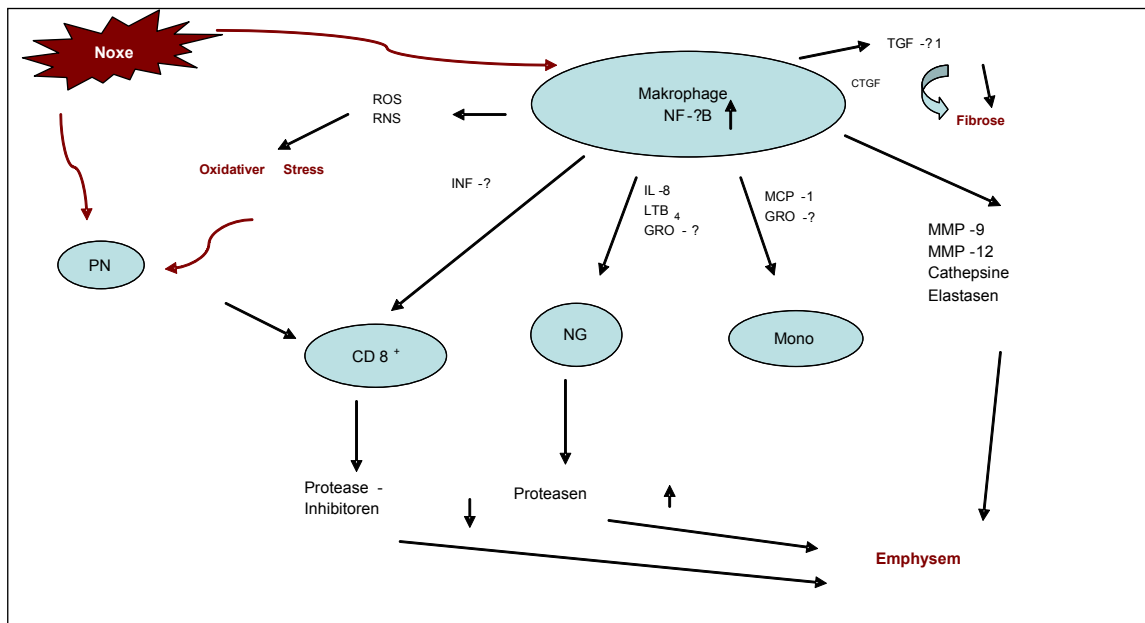 Noxe
TGF -? 1
CTGF
Makrophage
NF -?B
Fibrose
ROS
RNS
Oxidativer Stress
INF -?
IL -8
LTB 4
GRO - ?
MCP - 1
GRO -?
MMP -9
MMP -12
Cathepsine
Elastasen
PN
CD 8 +
NG
Mono
Protease -
Inhibitoren
Proteasen
Emphysem